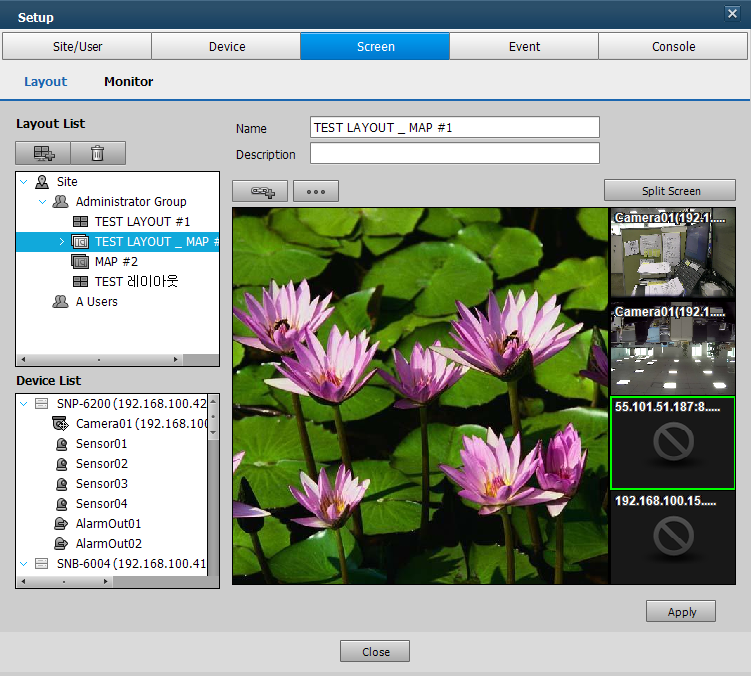 Setup
Site/User
Device
Screen
Event
Console
Layout
Monitor
Layout List
Name
TEST LAYOUT _ MAP #1
Description
Split Screen
Site
Administrator Group
TEST LAYOUT #1
TEST LAYOUT _ MAP #
MAP #2
TEST 레이아웃
A Users
Device List
SNP-6200 (192.168.100.42
Camera01 (192.168.100
Sensor01
Sensor02
Sensor03
Sensor04
AlarmOut01
AlarmOut02
SNB-6004 (192.168.100.41
Camera01(192.1.....
Camera01(192.1.....
55.101.51.187:8.....
192.168.100.15.....
Apply
Close